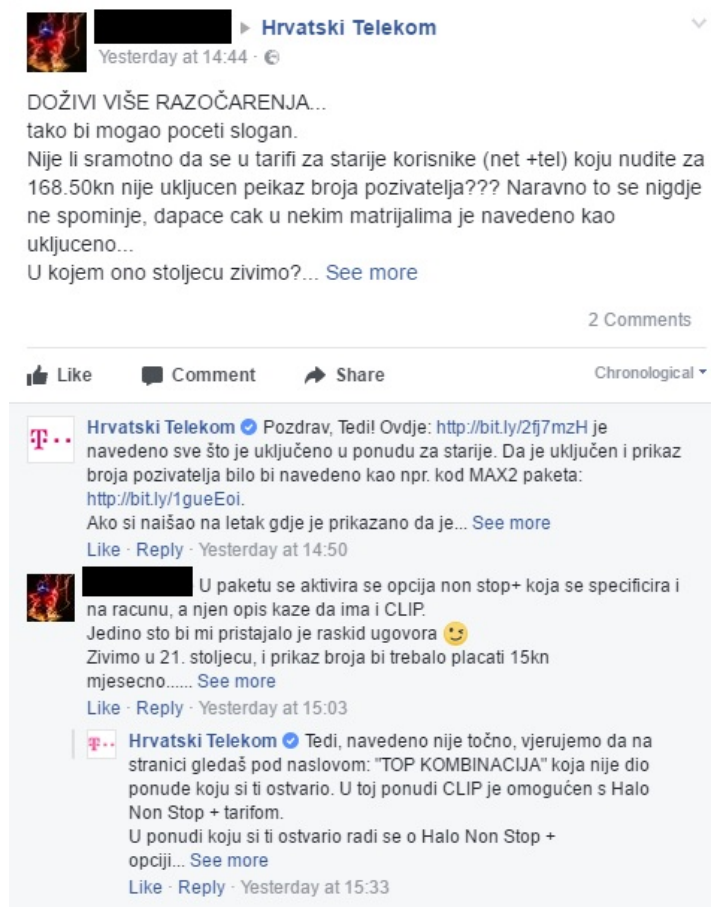 Hrvatski Telekom
Yesterday at 14:44 ·
DOŽIVI VIŠE RAZOČARENJA...
tako bi mogao poceti slogan.
Nije li sramotno da se u tarifi za starije korisnike (net +tel) koju nudite za
168.50kn nije ukljucen peikaz broja pozivatelja??? Naravno to se nigdje
ne spominje, dapace cak u nekim matrijalima je navedeno kao
ukljuceno...
U kojem ono stoljecu zivimo?... See more
2 Comments
Like Comment Share Chronological
T··
Hrvatski Telekom Pozdrav, Tedi! Ovdje: http://bit.ly/2fj7mzH je
navedeno sve što je uključeno u ponudu za starije. Da je uključen i prikaz
broja pozivatelja bilo bi navedeno kao npr. kod MAX2 paketa:
http://bit.ly/1gueEoi.
Ako si naišao na letak gdje je prikazano da je... See more
Like · Reply · Yesterday at 14:50
U paketu se aktivira se opcija non stop+ koja se specificira i
na racunu, a njen opis kaze da ima i CLIP.
Jedino sto bi mi pristajalo je raskid ugovora 😉
Zivimo u 21. stoljecu, i prikaz broja bi trebalo placati 15kn
mjesecno...... See more
Like · Reply · Yesterday at 15:03
T··
Hrvatski Telekom Tedi, navedeno nije točno, vjerujemo da na
stranici gledaš pod naslovom: "TOP KOMBINACIJA" koja nije dio
ponude koju si ti ostvario. U toj ponudi CLIP je omogućen s Halo
Non Stop + tarifom.
U ponudi koju si ti ostvario radi se o Halo Non Stop +
opciji... See more
Like · Reply · Yesterday at 15:33